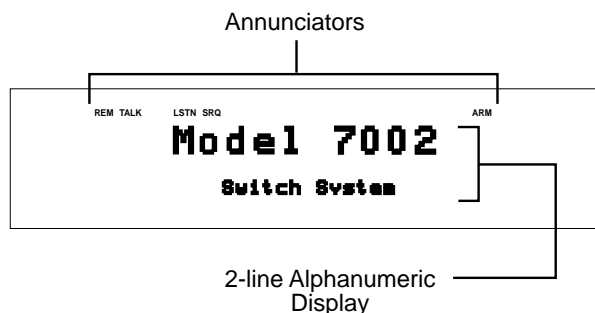 Annunciators
REM TALK LSTN SRQ ARM
Model 7002
Switch System
2-line Alphanumeric
Display